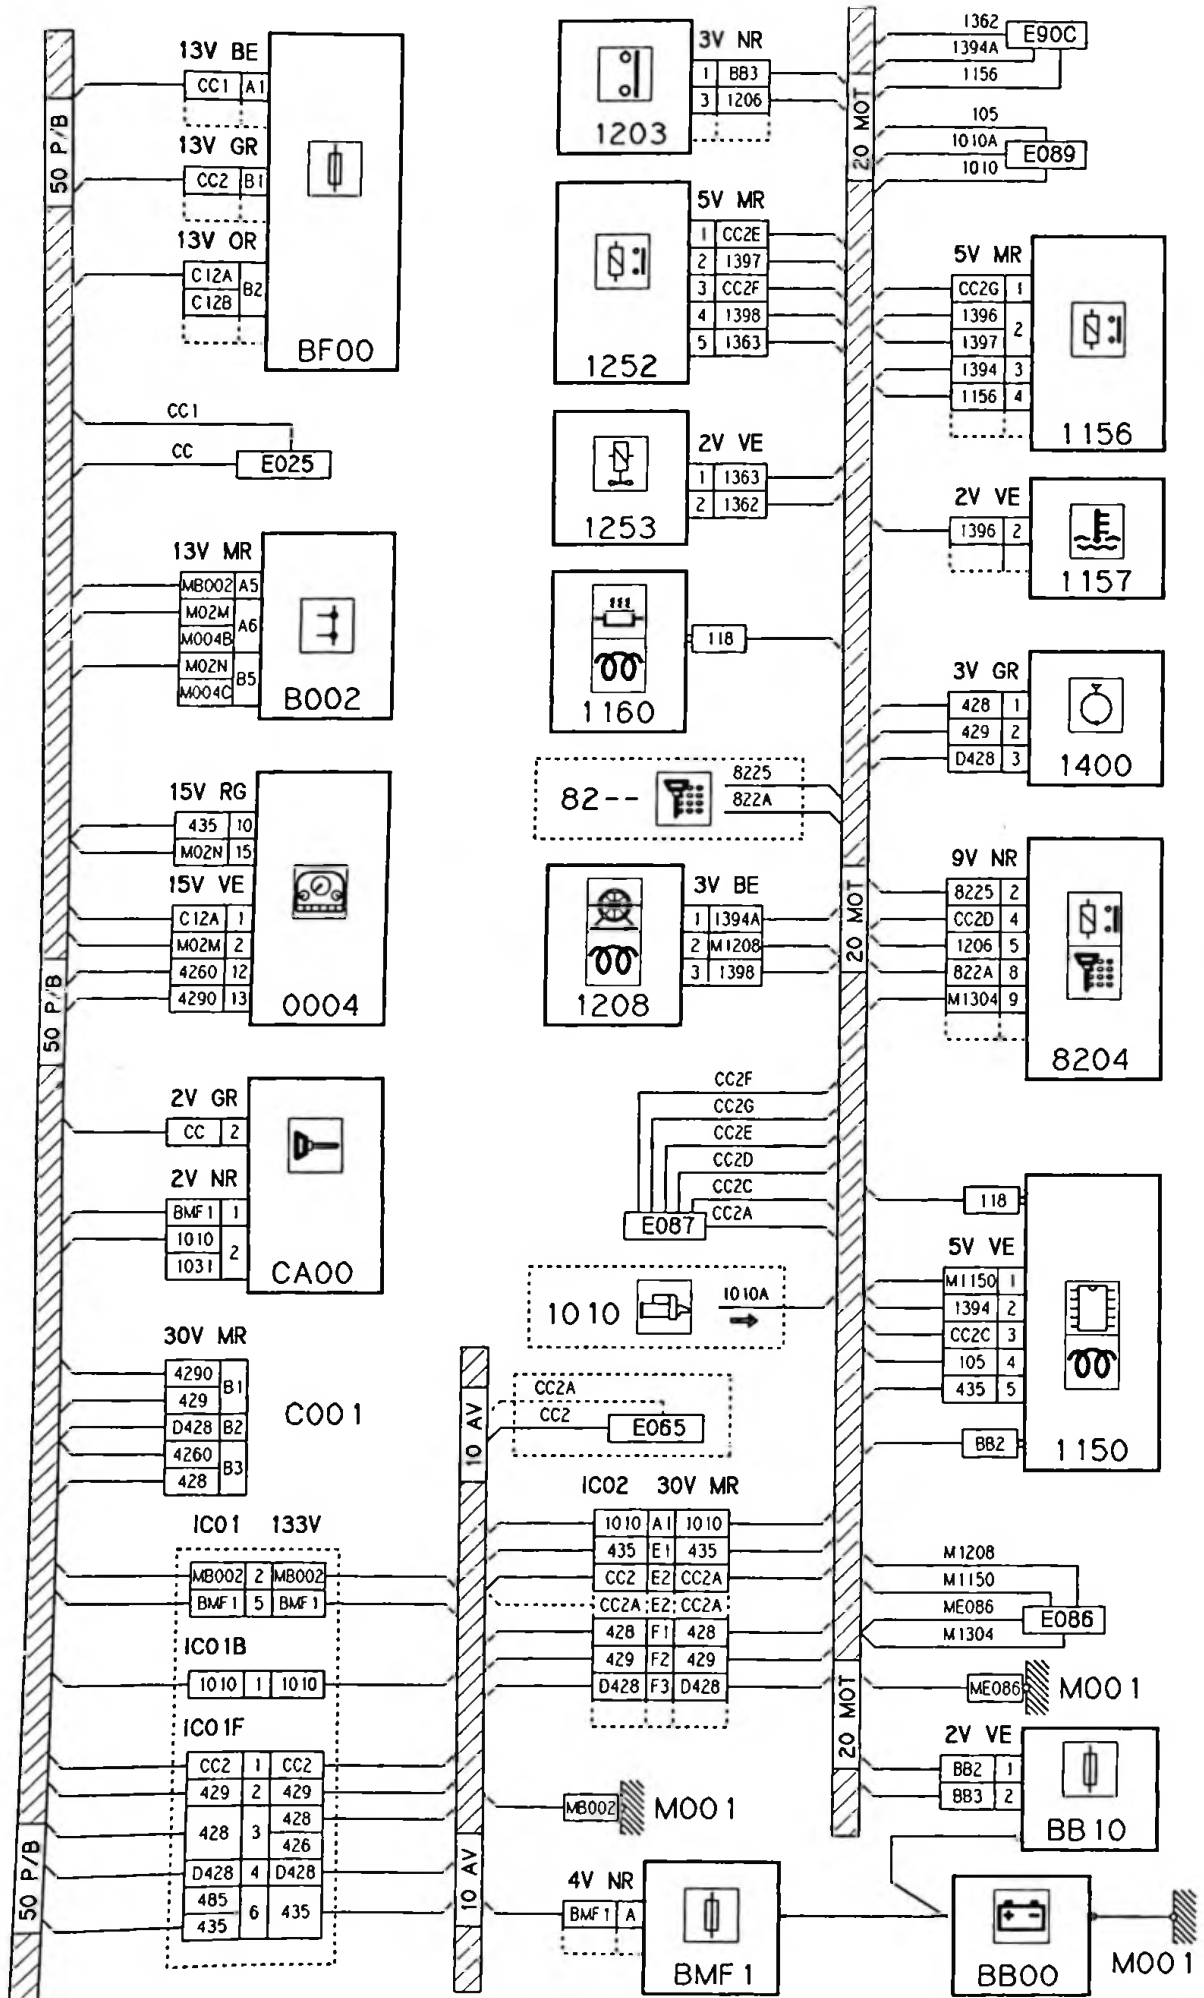 50 P/B
13V BE
CC1 A1
13V GR
CC2 B1
13V OR
C12A B2
C12B
BF00
CC1
CC
E025
13V MR
MB002 A5
M02M A6
M004B
M02N B5
M004C
B002
15V RG
435 10
M02N 15
15V VE
C12A 1
M02M 2
4260 12
4290 13
0004
50 P/B
2V GR
CC 2
2V NR
BMF1 1
1010 2
1031
CA00
30V MR
4290 B1
429
D428 B2
4260 B3
428
C001
IC01 133V
MB002 2 MB002
BMF1 5 BMF1
IC01B
1010 1 1010
IC01F
CC2 1 CC2
429 2 429
428 3 428
426
D428 4 D428
485 6 435
435
50 P/B
3V NR
1 BB3
3 1206
1203
5V MR
1 CC2E
2 1397
3 CC2F
4 1398
5 1363
1252
2V VE
1 1363
2 1362
1253
118
1160
82--
8225
822A
3V BE
1 1394A
2 M1208
3 1398
1208
CC2F
CC2G
CC2E
CC2D
CC2C
CC2A
E087
1010
1010A
10 AV
CC2A
CC2
E065
IC02 30V MR
1010 A1 1010
435 E1 435
CC2 E2 CC2A
CC2A E2 CC2A
428 F1 428
429 F2 429
D428 F3 D428
MB002 M001
10 AV
4V NR
BMF1 A
BMF1
20 MOT
1362
1394A
1156
E90C
105
1010A
1010
E089
5V MR
CC2G 1
1396 2
1397
1394 3
1156 4
1156
2V VE
1396 2
1157
3V GR
428 1
429 2
D428 3
1400
20 MOT
9V NR
8225 2
CC2D 4
1206 5
822A 8
M1304 9
8204
118
5V VE
M1150 1
1394 2
CC2C 3
105 4
435 5
BB2
1150
M1208
M1150
ME086
M1304
E086
ME086 M001
20 MOT
2V VE
BB2 1
BB3 2
BB10
BB00
M001